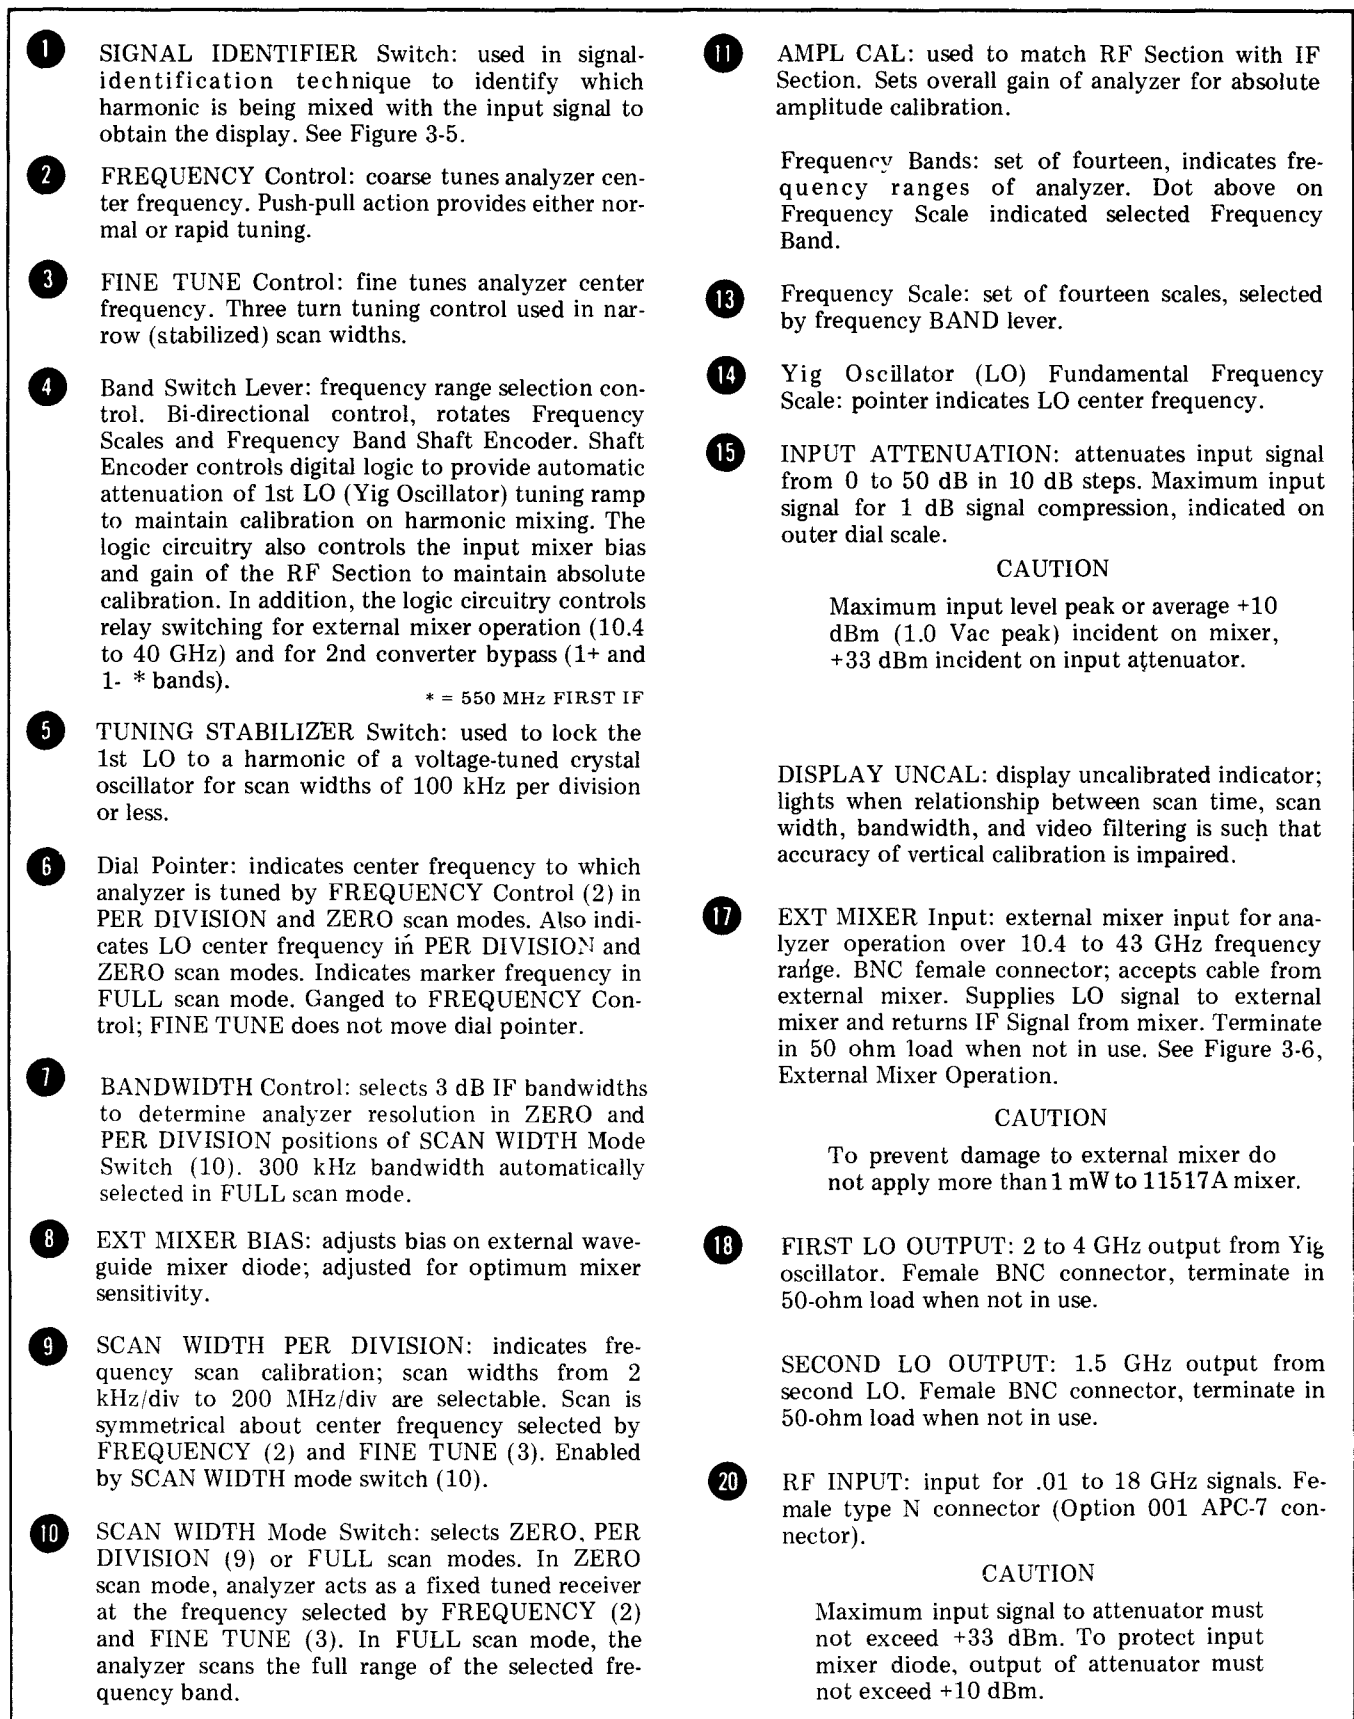 1 SIGNAL IDENTIFIER Switch: used in signal-
identification technique to identify which
harmonic is being mixed with the input signal to
obtain the display. See Figure 3-5.
2 FREQUENCY Control: coarse tunes analyzer cen-
ter frequency. Push-pull action provides either nor-
mal or rapid tuning.
3 FINE TUNE Control: fine tunes analyzer center
frequency. Three turn tuning control used in nar-
row (stabilized) scan widths.
4 Band Switch Lever: frequency range selection con-
trol. Bi-directional control, rotates Frequency
Scales and Frequency Band Shaft Encoder. Shaft
Encoder controls digital logic to provide automatic
attenuation of 1st LO (Yig Oscillator) tuning ramp
to maintain calibration on harmonic mixing. The
logic circuitry also controls the input mixer bias
and gain of the RF Section to maintain absolute
calibration. In addition, the logic circuitry controls
relay switching for external mixer operation (10.4
to 40 GHz) and for 2nd converter bypass (1+ and
1- * bands).
* = 550 MHz FIRST IF
5 TUNING STABILIZER Switch: used to lock the
1st LO to a harmonic of a voltage-tuned crystal
oscillator for scan widths of 100 kHz per division
or less.
6 Dial Pointer: indicates center frequency to which
analyzer is tuned by FREQUENCY Control (2) in
PER DIVISION and ZERO scan modes. Also indi-
cates LO center frequency in PER DIVISION and
ZERO scan modes. Indicates marker frequency in
FULL scan mode. Ganged to FREQUENCY Con-
trol; FINE TUNE does not move dial pointer.
7 BANDWIDTH Control: selects 3 dB IF bandwidths
to determine analyzer resolution in ZERO and
PER DIVISION positions of SCAN WIDTH Mode
Switch (10). 300 kHz bandwidth automatically
selected in FULL scan mode.
8 EXT MIXER BIAS: adjusts bias on external wave-
guide mixer diode; adjusted for optimum mixer
sensitivity.
9 SCAN WIDTH PER DIVISION: indicates fre-
quency scan calibration; scan widths from 2
kHz/div to 200 MHz/div are selectable. Scan is
symmetrical about center frequency selected by
FREQUENCY (2) and FINE TUNE (3). Enabled
by SCAN WIDTH mode switch (10).
10 SCAN WIDTH Mode Switch: selects ZERO, PER
DIVISION (9) or FULL scan modes. In ZERO
scan mode, analyzer acts as a fixed tuned receiver
at the frequency selected by FREQUENCY (2)
and FINE TUNE (3). In FULL scan mode, the
analyzer scans the full range of the selected fre-
quency band.
11 AMPL CAL: used to match RF Section with IF
Section. Sets overall gain of analyzer for absolute
amplitude calibration.
Frequency Bands: set of fourteen, indicates fre-
quency ranges of analyzer. Dot above on
Frequency Scale indicated selected Frequency
Band.
13 Frequency Scale: set of fourteen scales, selected
by frequency BAND lever.
14 Yig Oscillator (LO) Fundamental Frequency
Scale: pointer indicates LO center frequency.
15 INPUT ATTENUATION: attenuates input signal
from 0 to 50 dB in 10 dB steps. Maximum input
signal for 1 dB signal compression, indicated on
outer dial scale.
CAUTION
Maximum input level peak or average +10
dBm (1.0 Vac peak) incident on mixer,
+33 dBm incident on input attenuator.
DISPLAY UNCAL: display uncalibrated indicator;
lights when relationship between scan time, scan
width, bandwidth, and video filtering is such that
accuracy of vertical calibration is impaired.
17 EXT MIXER Input: external mixer input for ana-
lyzer operation over 10.4 to 43 GHz frequency
range. BNC female connector; accepts cable from
external mixer. Supplies LO signal to external
mixer and returns IF Signal from mixer. Terminate
in 50 ohm load when not in use. See Figure 3-6,
External Mixer Operation.
CAUTION
To prevent damage to external mixer do
not apply more than 1 mW to 11517A mixer.
18 FIRST LO OUTPUT: 2 to 4 GHz output from Yig
oscillator. Female BNC connector, terminate in
50-ohm load when not in use.
SECOND LO OUTPUT: 1.5 GHz output from
second LO. Female BNC connector, terminate in
50-ohm load when not in use.
20 RF INPUT: input for .01 to 18 GHz signals. Fe-
male type N connector (Option 001 APC-7 con-
nector).
CAUTION
Maximum input signal to attenuator must
not exceed +33 dBm. To protect input
mixer diode, output of attenuator must
not exceed +10 dBm.